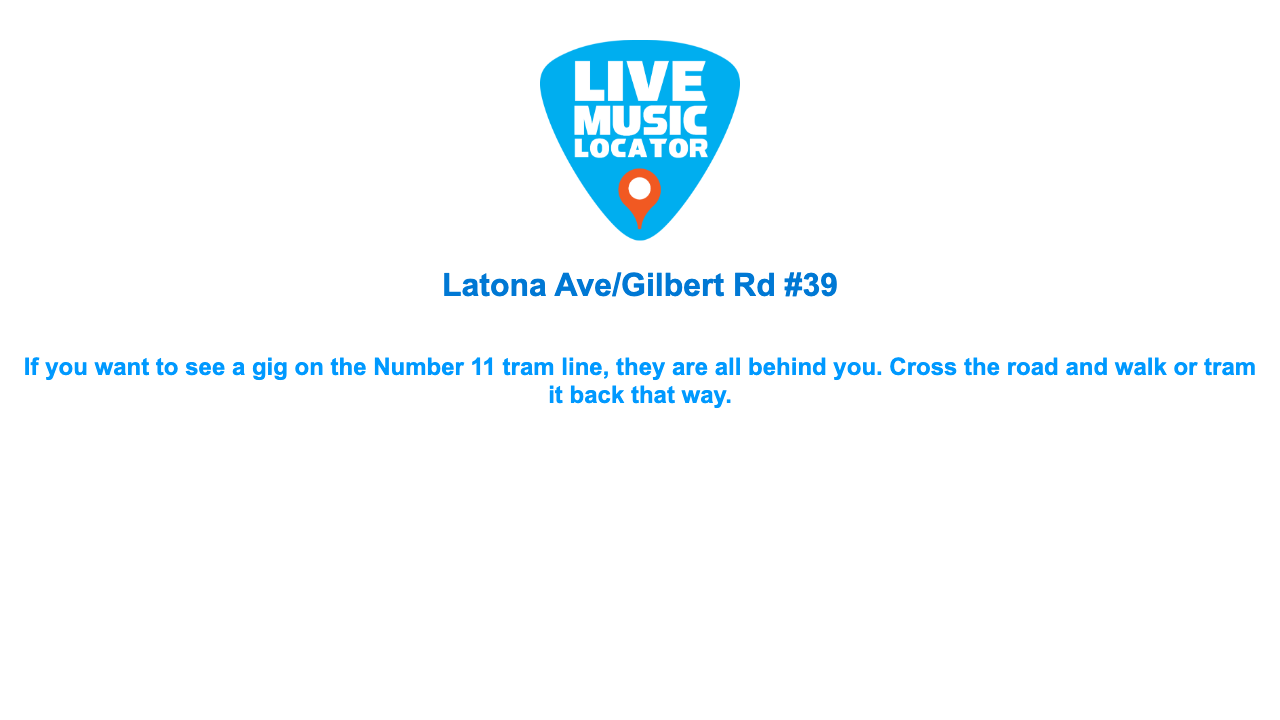 LIVE
MUSIC
LOCATOR
Latona Ave/Gilbert Rd #39
If you want to see a gig on the Number 11 tram line, they are all behind you. Cross the road and walk or tram
it back that way.